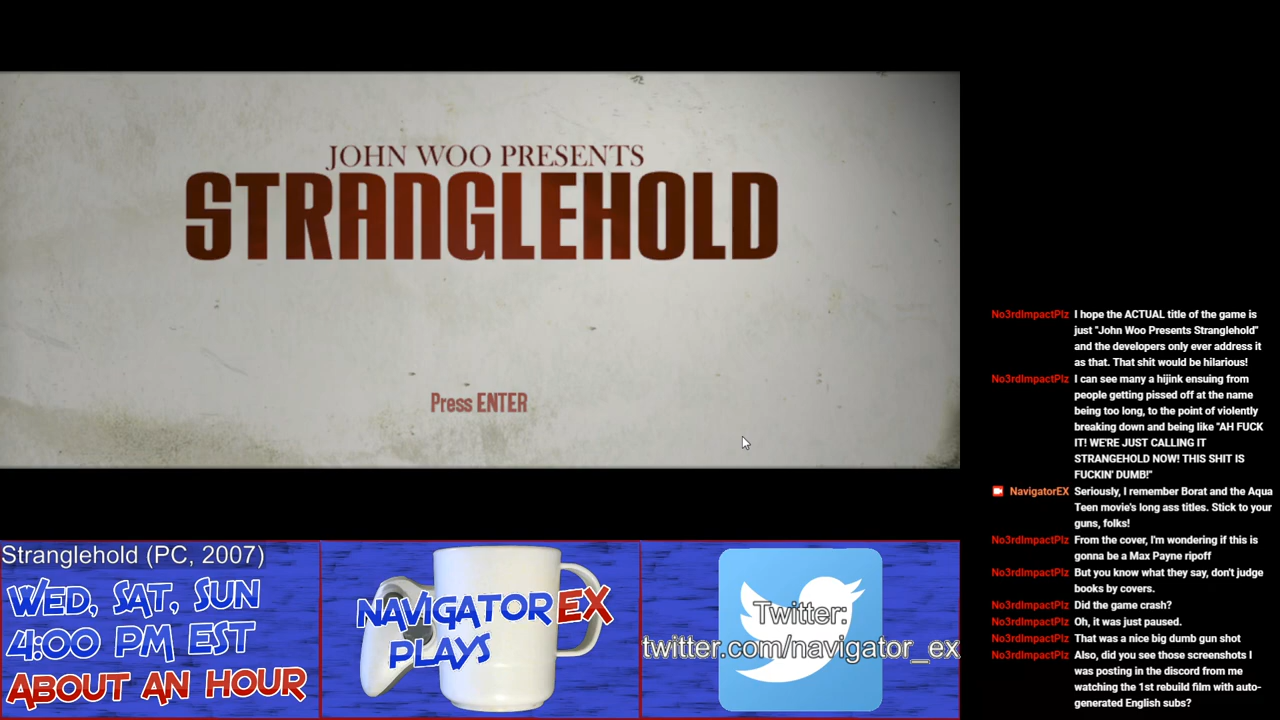 JOHN WOO PRESENTS
STRANGLEHOLD
Press ENTER
No3rdImpactPlz I hope the ACTUAL title of the game is
just "John Woo Presents Stranglehold"
and the developers only ever address it
as that. That shit would be hilarious!
No3rdImpactPlz I can see many a hijink ensuing from
people getting pissed off at the name
being too long, to the point of violently
breaking down and being like "AH FUCK
IT! WE'RE JUST CALLING IT
STRANGEHOLD NOW! THIS SHIT IS
FUCKIN' DUMB!"
NavigatorEX Seriously, I remember Borat and the Aqua
Teen movie's long ass titles. Stick to your
guns, folks!
No3rdImpactPlz From the cover, I'm wondering if this is
gonna be a Max Payne ripoff
No3rdImpactPlz But you know what they say, don't judge
books by covers.
No3rdImpactPlz Did the game crash?
No3rdImpactPlz Oh, it was just paused.
No3rdImpactPlz That was a nice big dumb gun shot
No3rdImpactPlz Also, did you see those screenshots I
was posting in the discord from me
watching the 1st rebuild film with auto-
generated English subs?
Stranglehold (PC, 2007)
WED, SAT, SUN
4:00 PM EST
ABOUT AN HOUR
NAVIGATOR EX
PLAYS
Twitter:
twitter.com/navigator_ex